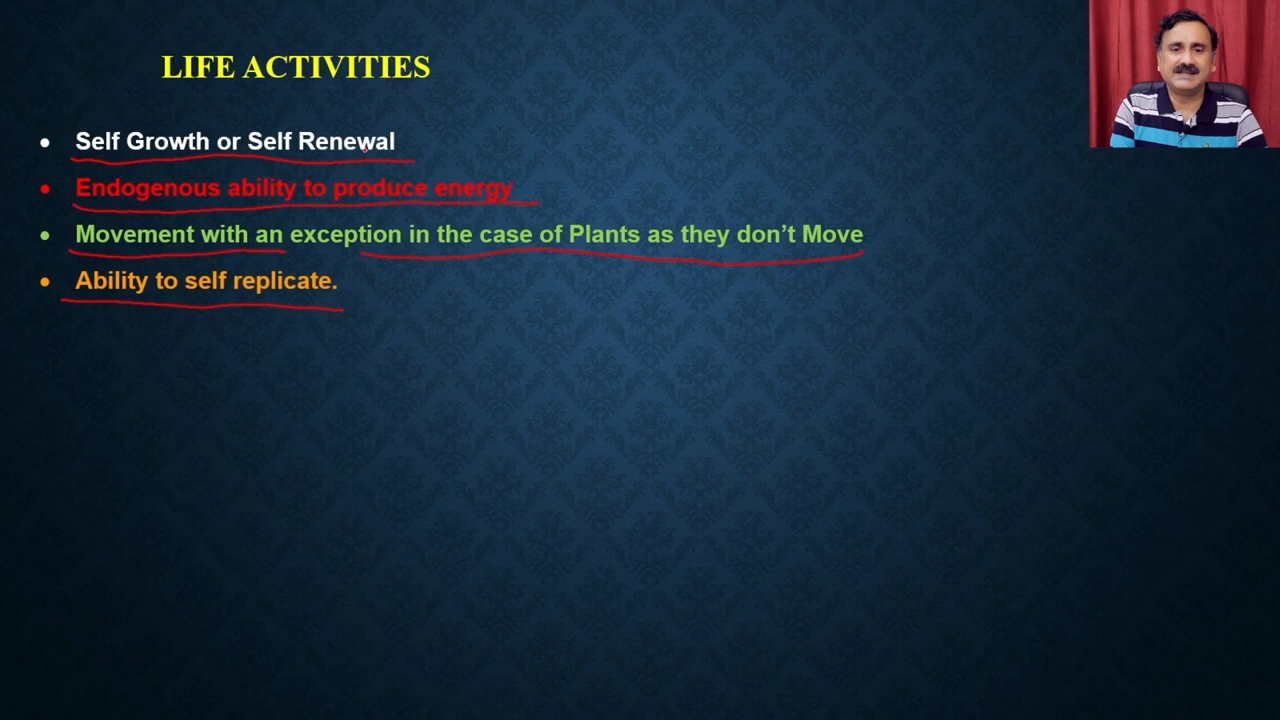 LIFE ACTIVITIES
• Self Growth or Self Renewal
• Endogenous ability to produce energy
• Movement with an exception in the case of Plants as they don’t Move
• Ability to self replicate.